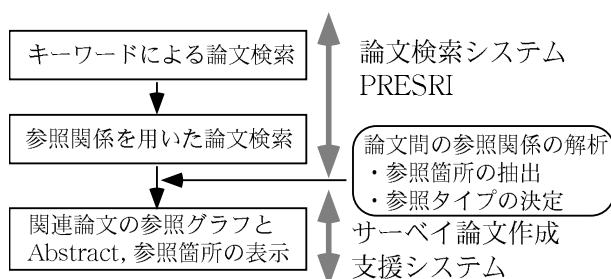 キーワードによる論文検索
参照関係を用いた論文検索
関連論文の参照グラフと
Abstract, 参照箇所の表示
論文検索システム
PRESRI
論文間の参照関係の解析
・参照箇所の抽出
・参照タイプの決定
サーベイ論文作成
支援システム